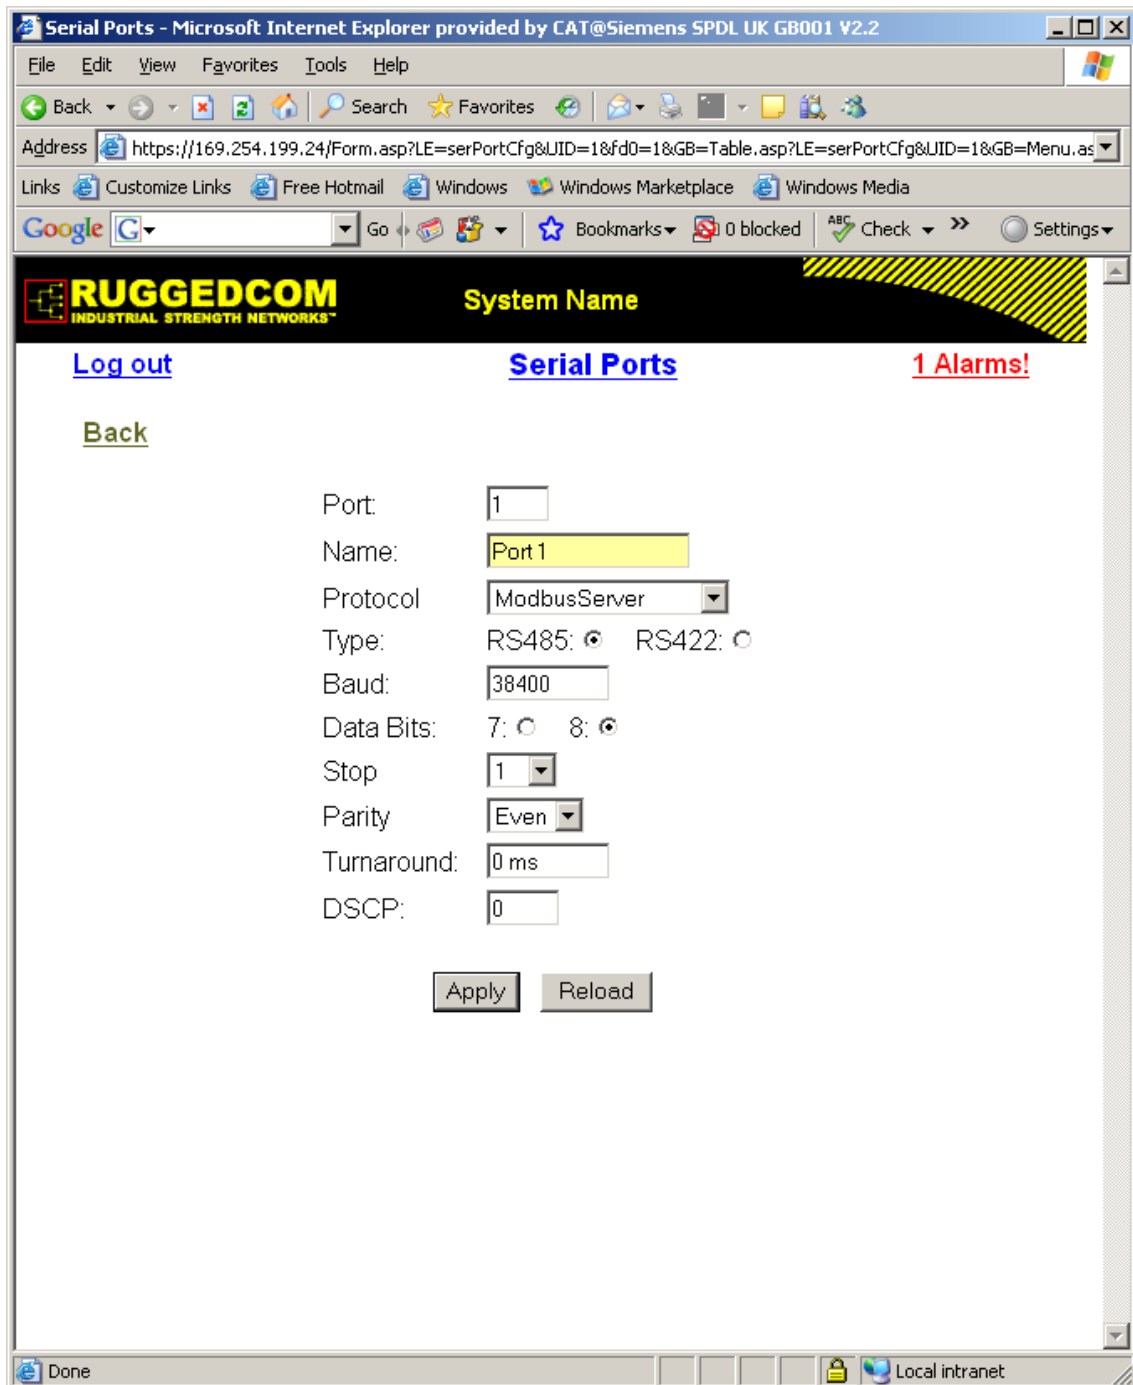 Serial Ports - Microsoft Internet Explorer provided by CAT@Siemens SPDL UK GB001 V2.2
File Edit View Favorites Tools Help
Back Search Favorites
Address https://169.254.199.24/Form.asp?LE=serPortCfg&UID=1&fd0=1&GB=Table.asp?LE=serPortCfg&UID=1&GB=Menu.as
Links Customize Links Free Hotmail Windows Windows Marketplace Windows Media
Google G Go Bookmarks 0 blocked ABC Check >> Settings
RUGGEDCOM
INDUSTRIAL STRENGTH NETWORKS™
System Name
Log out Serial Ports 1 Alarms!
Back
Port: 1
Name: Port 1
Protocol ModbusServer
Type: RS485: RS422:
Baud: 38400
Data Bits: 7: 8:
Stop 1
Parity Even
Turnaround: 0 ms
DSCP: 0
Apply Reload
Done Local intranet